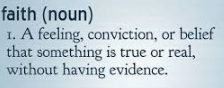 faith (noun)
1. A feeling, conviction, or belief
that something is true or real,
without having evidence.